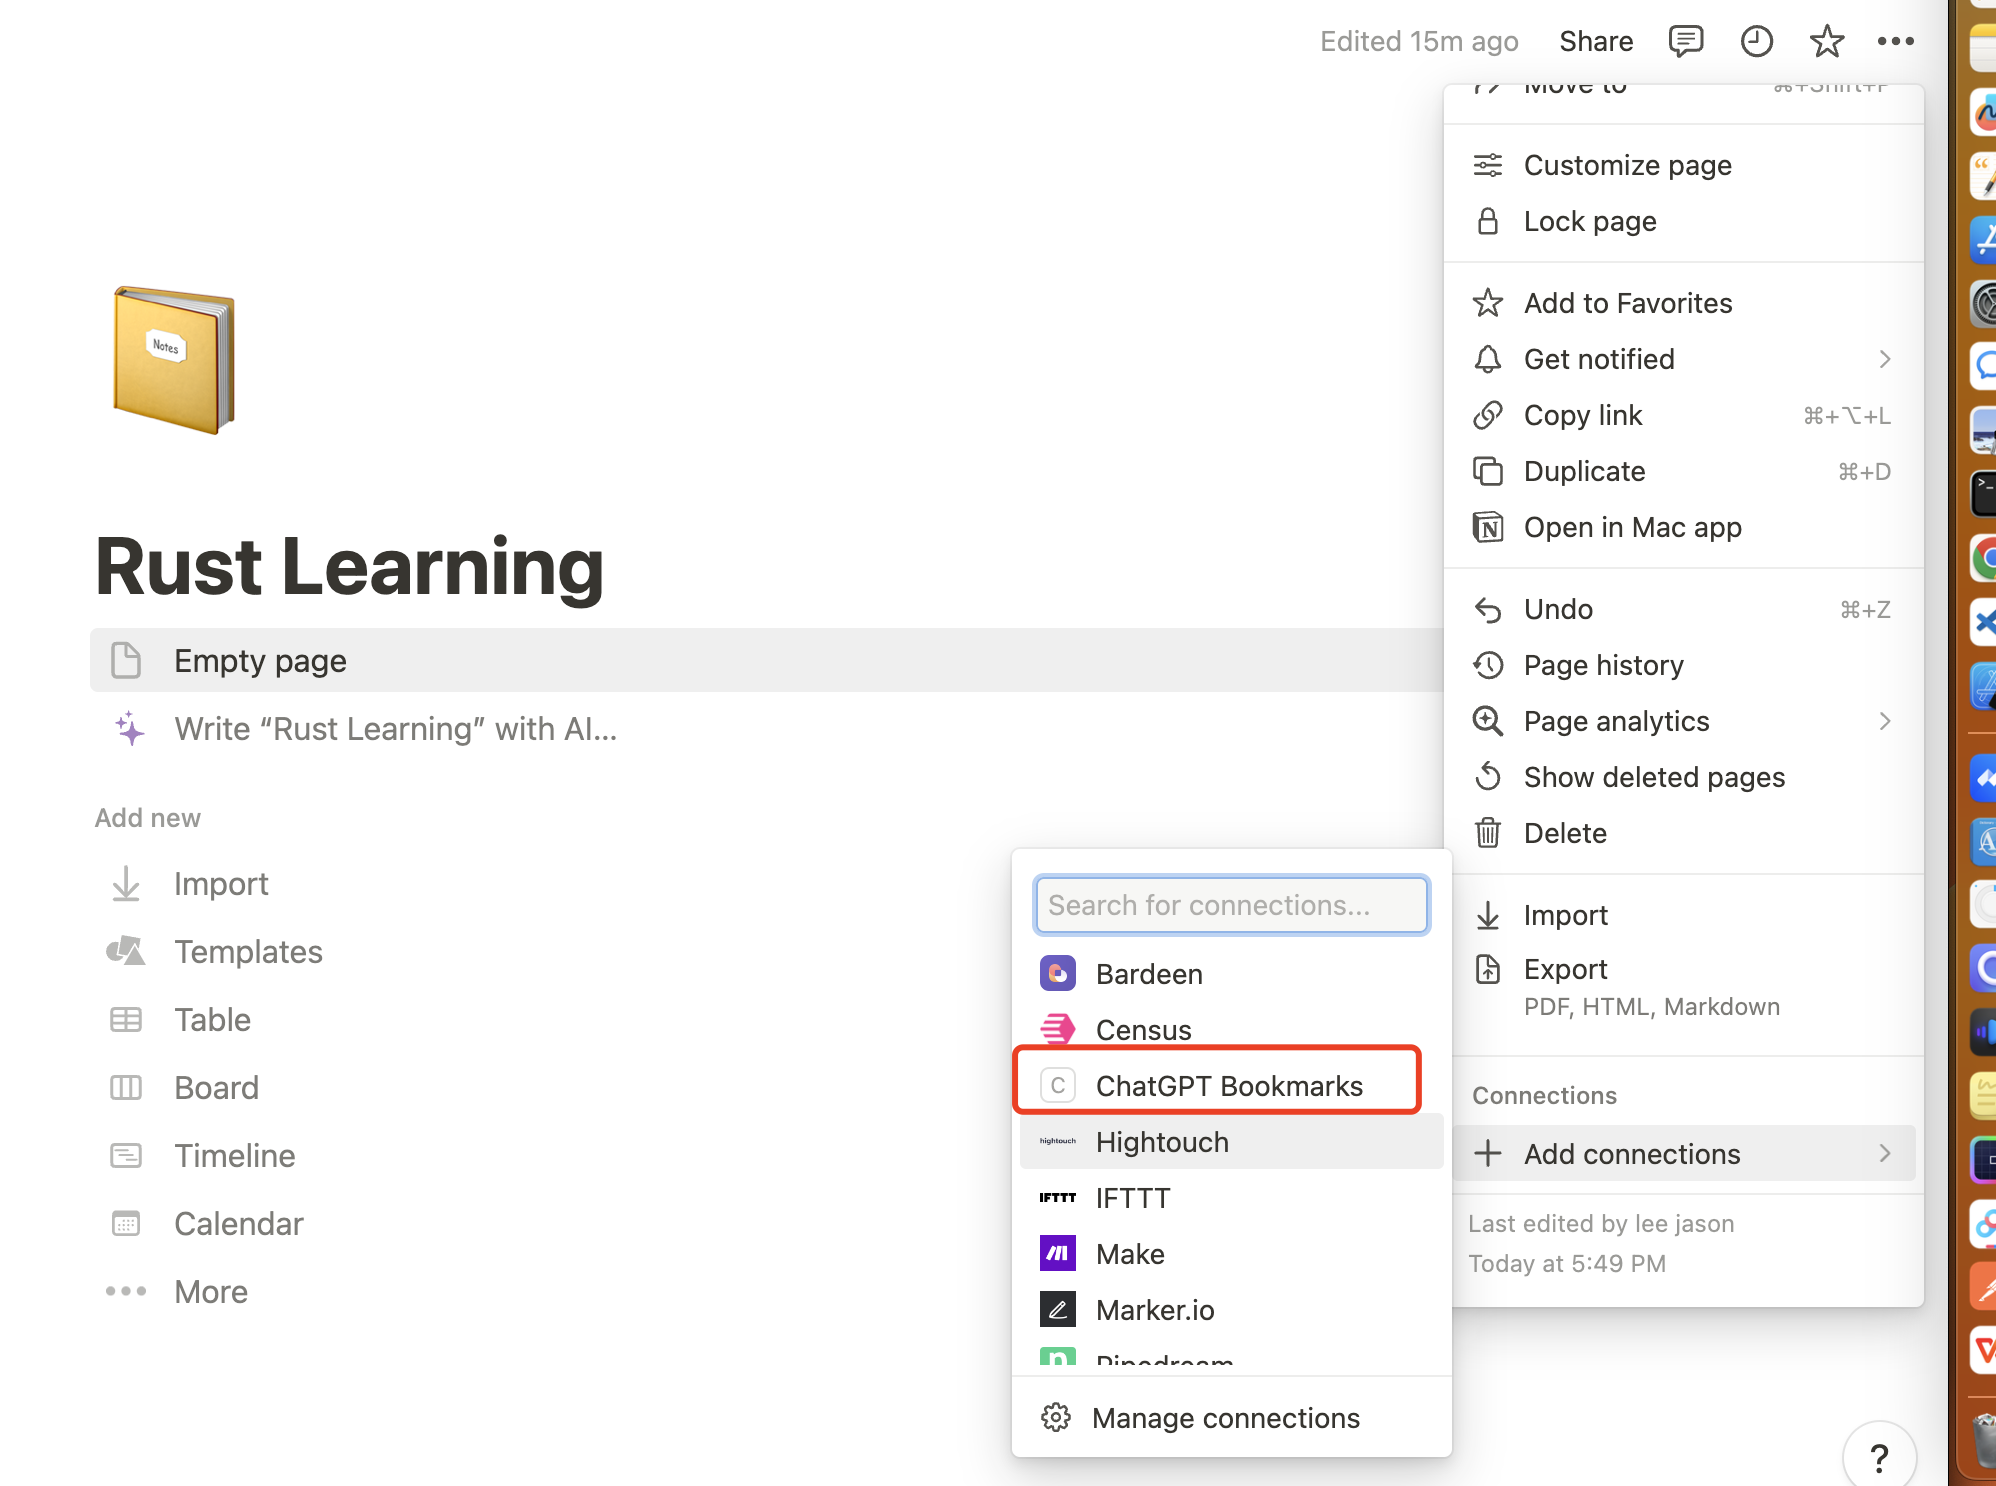 Edited 15m ago Share
Move to ⌘+Shift+P
Customize page
Lock page
Add to Favorites
Get notified
Copy link ⌘+⌥+L
Duplicate ⌘+D
Open in Mac app
Undo ⌘+Z
Page history
Page analytics
Show deleted pages
Delete
Import
Export
PDF, HTML, Markdown
Connections
Add connections
Last edited by lee jason
Today at 5:49 PM
Notes
Rust Learning
Empty page
Write “Rust Learning” with AI...
Add new
Import
Templates
Table
Board
Timeline
Calendar
More
Search for connections...
Bardeen
Census
C ChatGPT Bookmarks
hightouch Hightouch
IFTTT IFTTT
Make
Marker.io
Pipedream
Manage connections
?